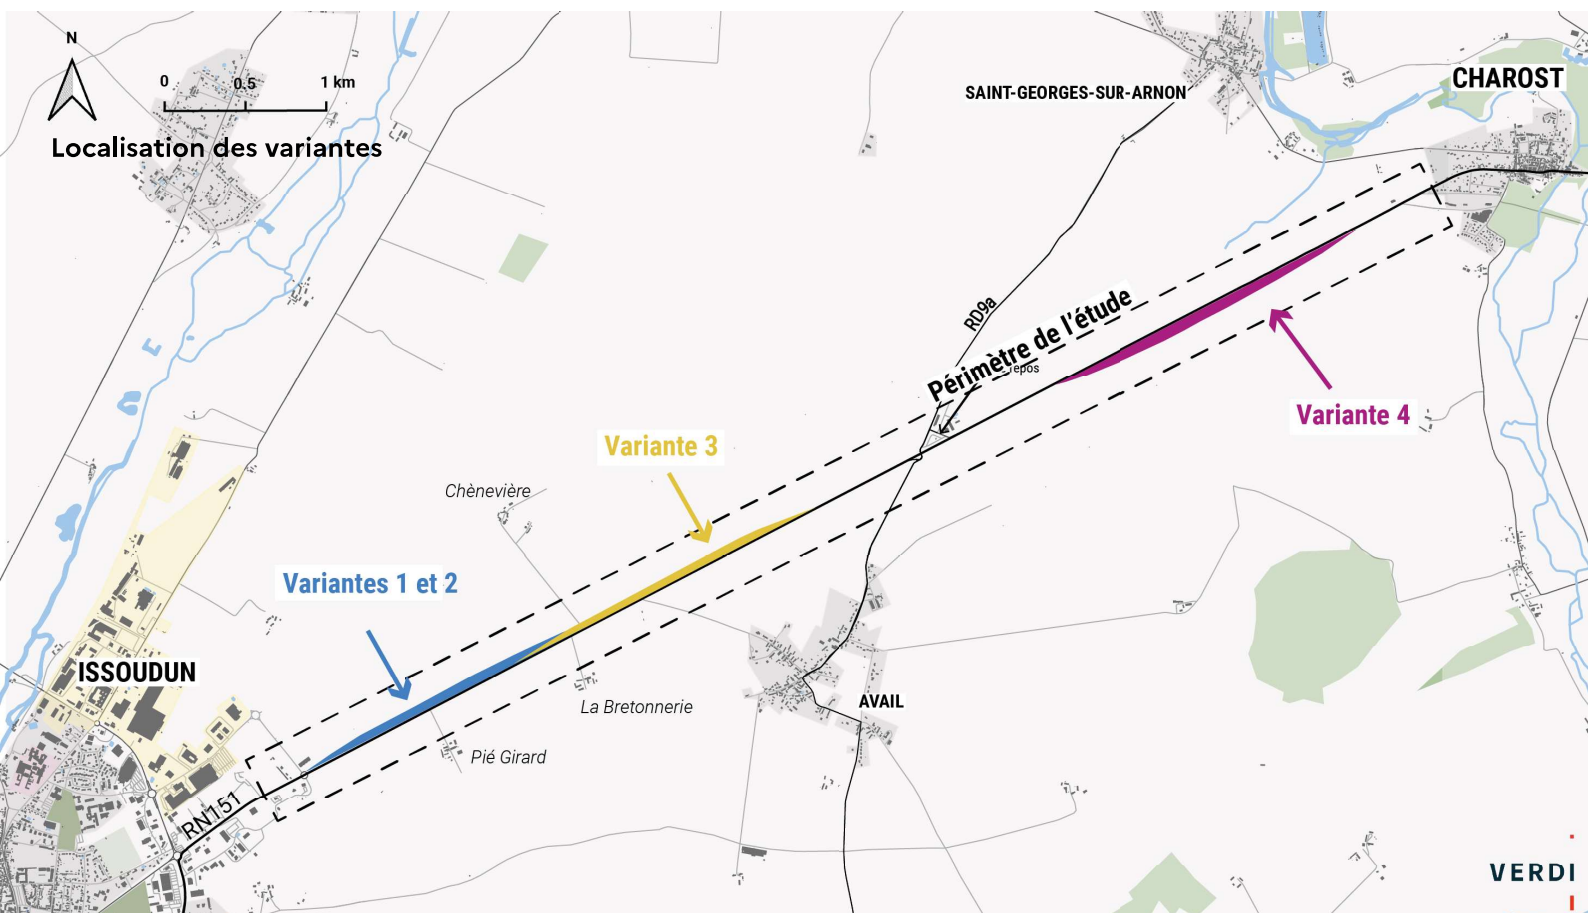 N
0 0.5 1 km
Localisation des variantes
SAINT-GEORGES-SUR-ARNON
CHAROST
RD9a
Périmètre de l'étude
Variante 4
Variante 3
Chènevière
Variantes 1 et 2
ISSOUDUN
La Bretonnerie
AVAIL
Pié Girard
RN151
VERDI